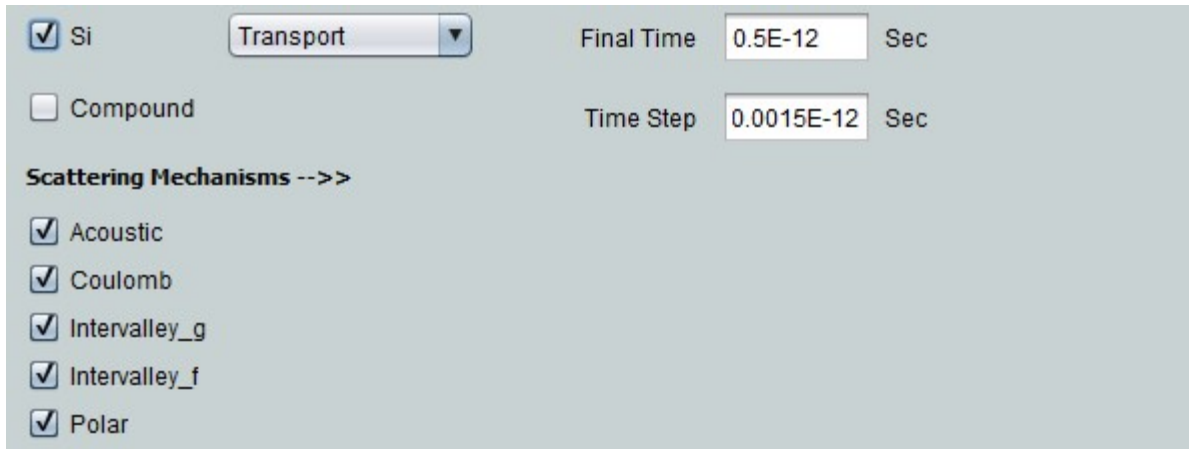 Si Transport Final Time 0.5E-12 Sec
Compound Time Step 0.0015E-12 Sec
Scattering Mechanisms -->>
Acoustic
Coulomb
Intervalley_g
Intervalley_f
Polar